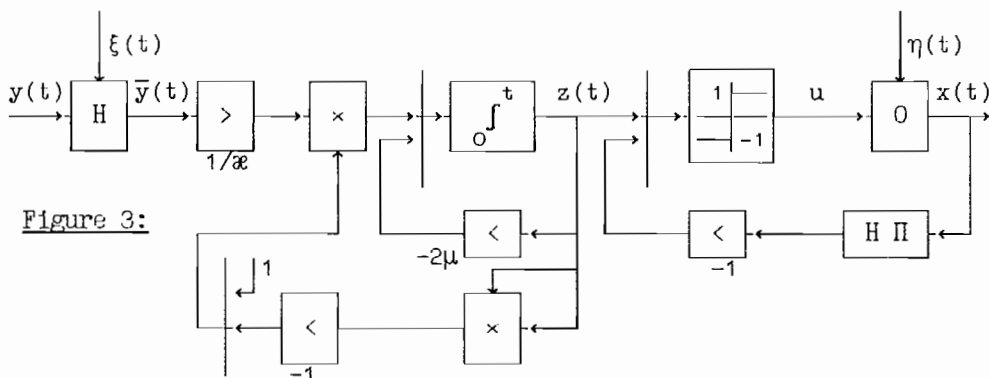 ξ(t) η(t)
y(t) H ȳ(t) > 1/æ × ∫ 0 t z(t) 1 -1 u O x(t)
Figure 3:
< -2μ < -1 H Π
1 < -1 ×